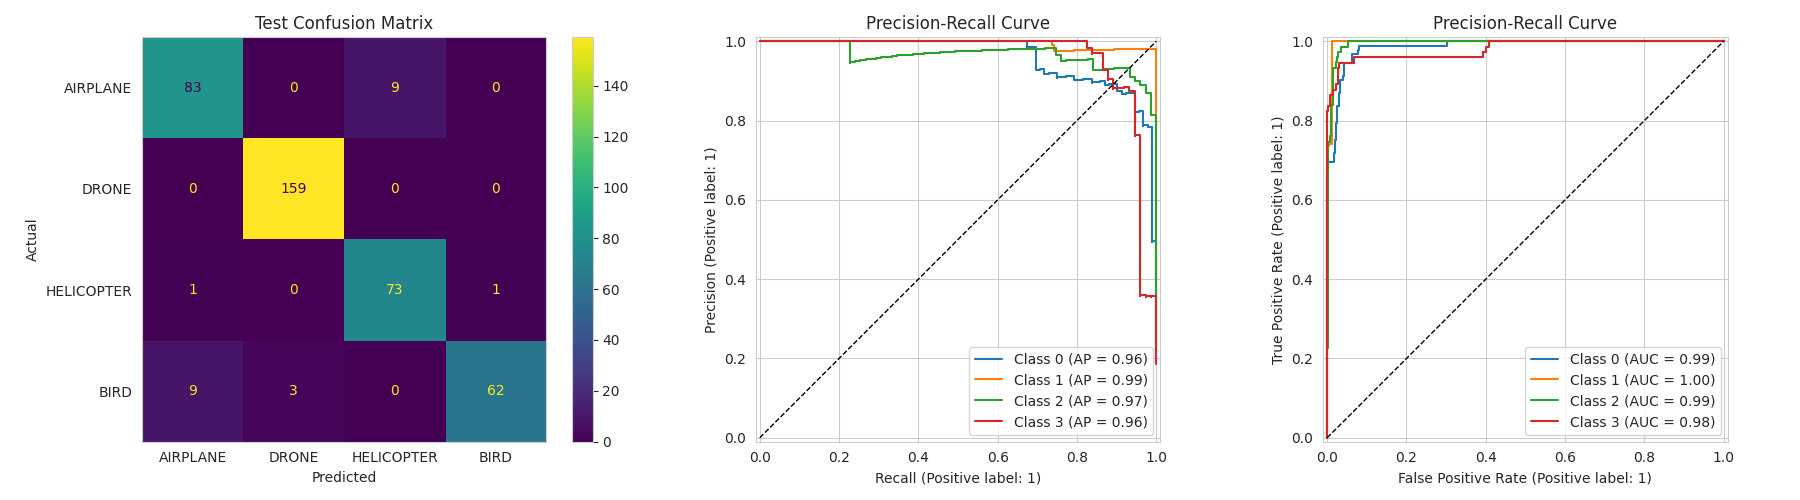 Test Confusion Matrix
AIRPLANE
DRONE
HELICOPTER
BIRD
Actual
83 0 9 0
0 159 0 0
1 0 73 1
9 3 0 62
AIRPLANE DRONE HELICOPTER BIRD
Predicted
140
120
100
80
60
40
20
0
Precision-Recall Curve
1.0
0.8
0.6
0.4
0.2
0.0
Precision (Positive label: 1)
Class 0 (AP = 0.96)
Class 1 (AP = 0.99)
Class 2 (AP = 0.97)
Class 3 (AP = 0.96)
0.0 0.2 0.4 0.6 0.8 1.0
Recall (Positive label: 1)
Precision-Recall Curve
1.0
0.8
0.6
0.4
0.2
0.0
True Positive Rate (Positive label: 1)
Class 0 (AUC = 0.99)
Class 1 (AUC = 1.00)
Class 2 (AUC = 0.99)
Class 3 (AUC = 0.98)
0.0 0.2 0.4 0.6 0.8 1.0
False Positive Rate (Positive label: 1)